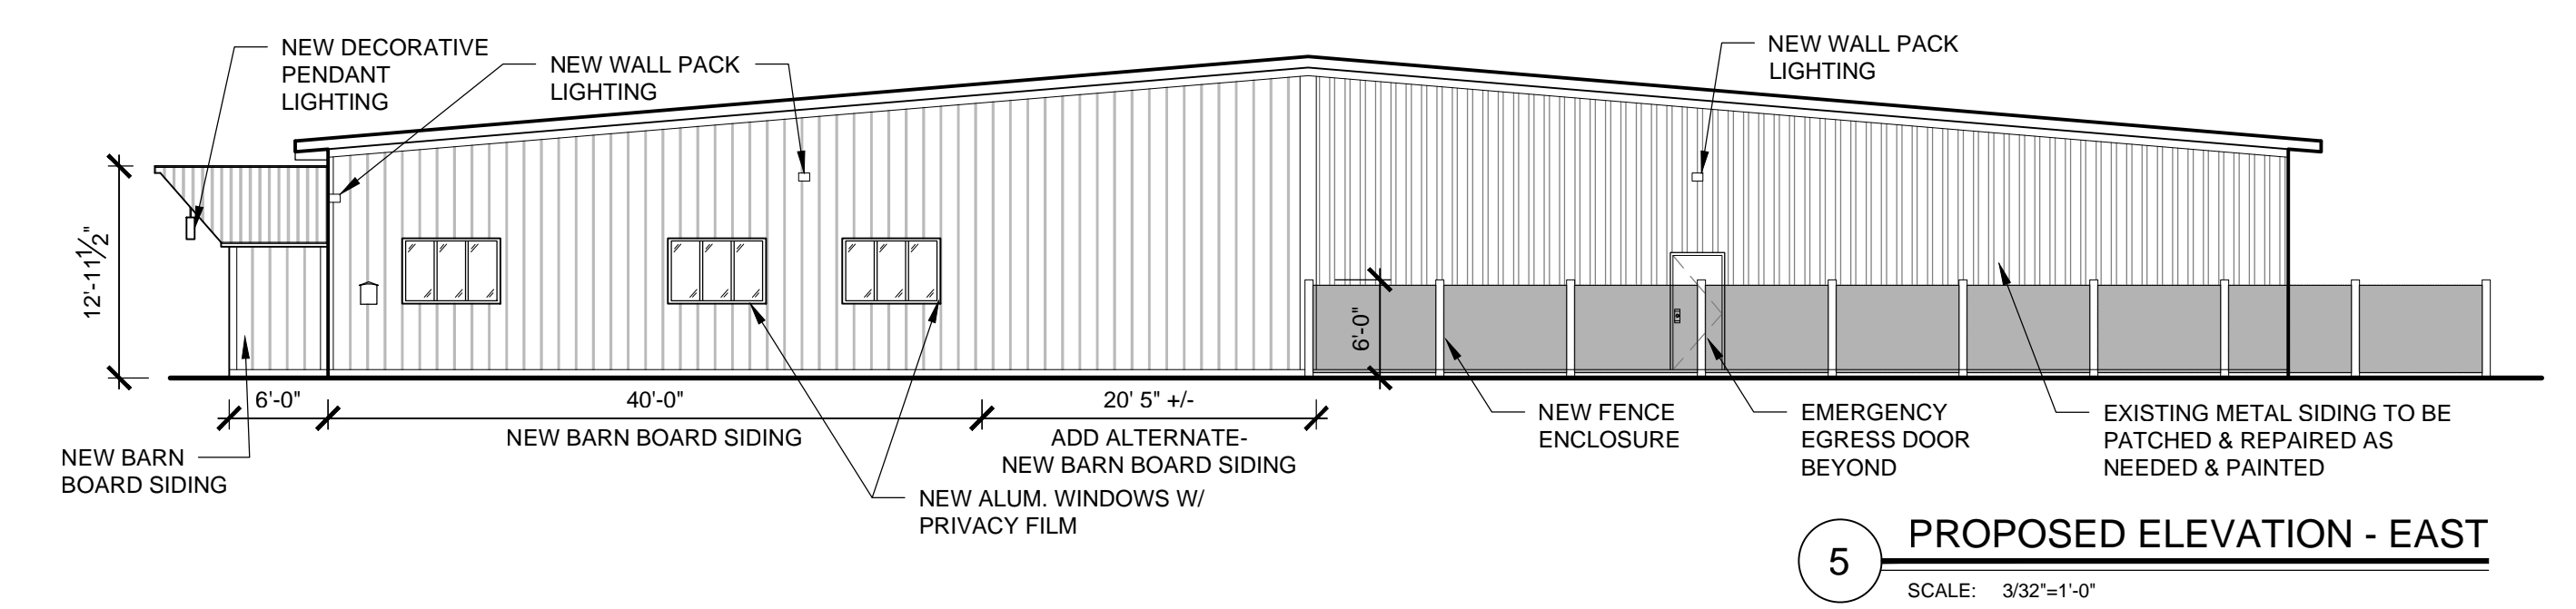 NEW DECORATIVE
PENDANT
LIGHTING
NEW WALL PACK
LIGHTING
NEW WALL PACK
LIGHTING
12'-11 1/2"
6'-0"
6'-0"
40'-0"
20' 5" +/-
NEW BARN
BOARD SIDING
NEW BARN BOARD SIDING
ADD ALTERNATE-
NEW BARN BOARD SIDING
NEW ALUM. WINDOWS W/
PRIVACY FILM
NEW FENCE
ENCLOSURE
EMERGENCY
EGRESS DOOR
BEYOND
EXISTING METAL SIDING TO BE
PATCHED & REPAIRED AS
NEEDED & PAINTED
5
PROPOSED ELEVATION - EAST
SCALE: 3/32"=1'-0"